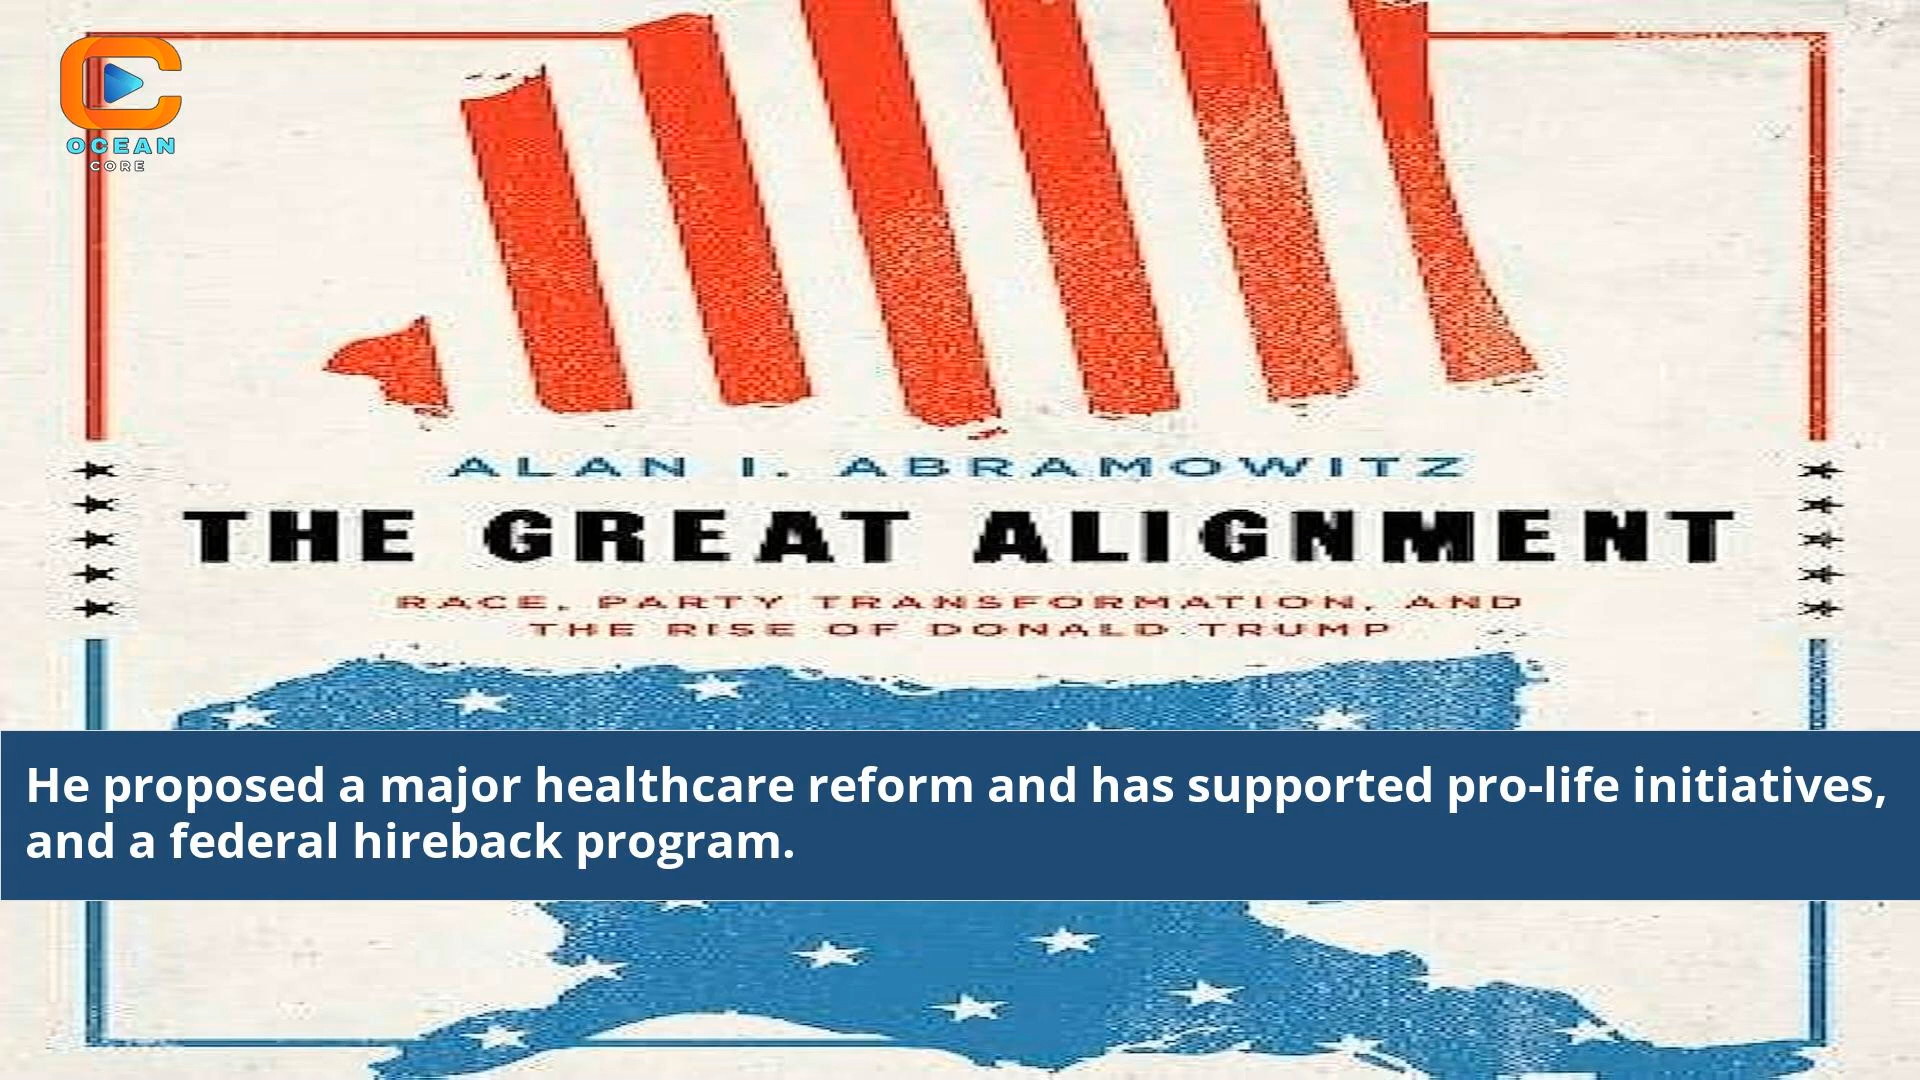 OCEAN
CORE
ALAN I. ABRAMOWITZ
THE GREAT ALIGNMENT
RACE, PARTY TRANSFORMATION, AND
THE RISE OF DONALD TRUMP
He proposed a major healthcare reform and has supported pro-life initiatives,
and a federal hireback program.